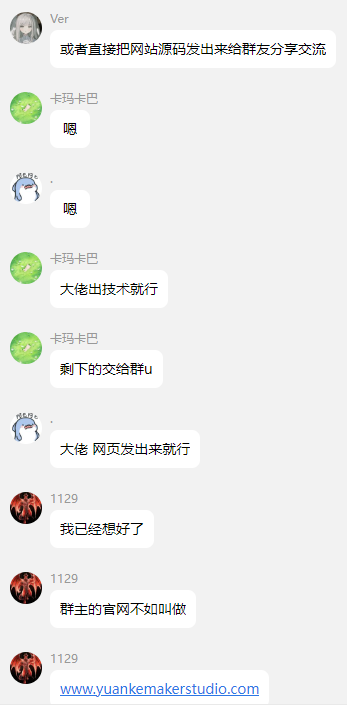 Ver
或者直接把网站源码发出来给群友分享交流
卡玛卡巴
嗯
.
嗯
卡玛卡巴
大佬出技术就行
卡玛卡巴
剩下的交给群u
.
大佬 网页发出来就行
1129
我已经想好了
1129
群主的官网不如叫做
1129
www.yuankemakerstudio.com